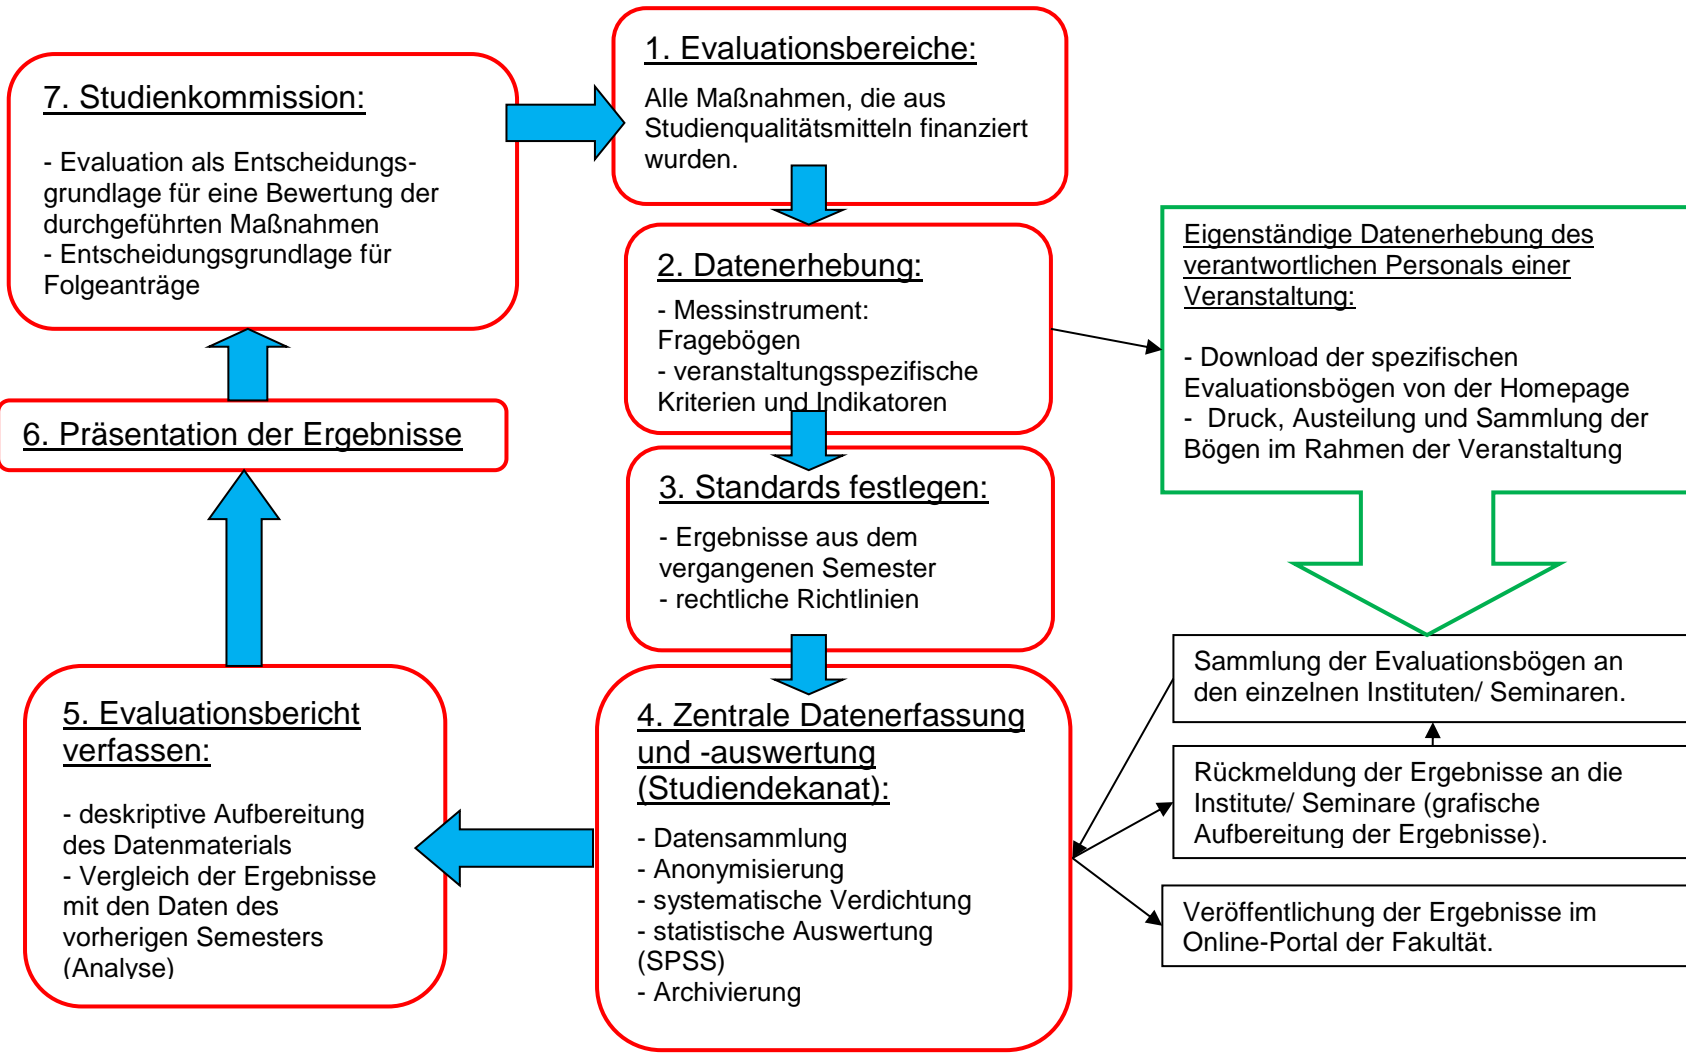 1. Evaluationsbereiche:
Alle Maßnahmen, die aus
Studienqualitätsmitteln finanziert
wurden.
2. Datenerhebung:
- Messinstrument:
Fragebögen
- veranstaltungsspezifische
Kriterien und Indikatoren
Eigenständige Datenerhebung des
verantwortlichen Personals einer
Veranstaltung:
- Download der spezifischen
Evaluationsbögen von der Homepage
- Druck, Austeilung und Sammlung der
Bögen im Rahmen der Veranstaltung
3. Standards festlegen:
- Ergebnisse aus dem
vergangenen Semester
- rechtliche Richtlinien
4. Zentrale Datenerfassung
und -auswertung
(Studiendekanat):
- Datensammlung
- Anonymisierung
- systematische Verdichtung
- statistische Auswertung
(SPSS)
- Archivierung
Sammlung der Evaluationsbögen an
den einzelnen Instituten/ Seminaren.
Rückmeldung der Ergebnisse an die
Institute/ Seminare (grafische
Aufbereitung der Ergebnisse).
Veröffentlichung der Ergebnisse im
Online-Portal der Fakultät.
5. Evaluationsbericht
verfassen:
- deskriptive Aufbereitung
des Datenmaterials
- Vergleich der Ergebnisse
mit den Daten des
vorherigen Semesters
(Analyse)
6. Präsentation der Ergebnisse
7. Studienkommission:
- Evaluation als Entscheidungs-
grundlage für eine Bewertung der
durchgeführten Maßnahmen
- Entscheidungsgrundlage für
Folgeanträge